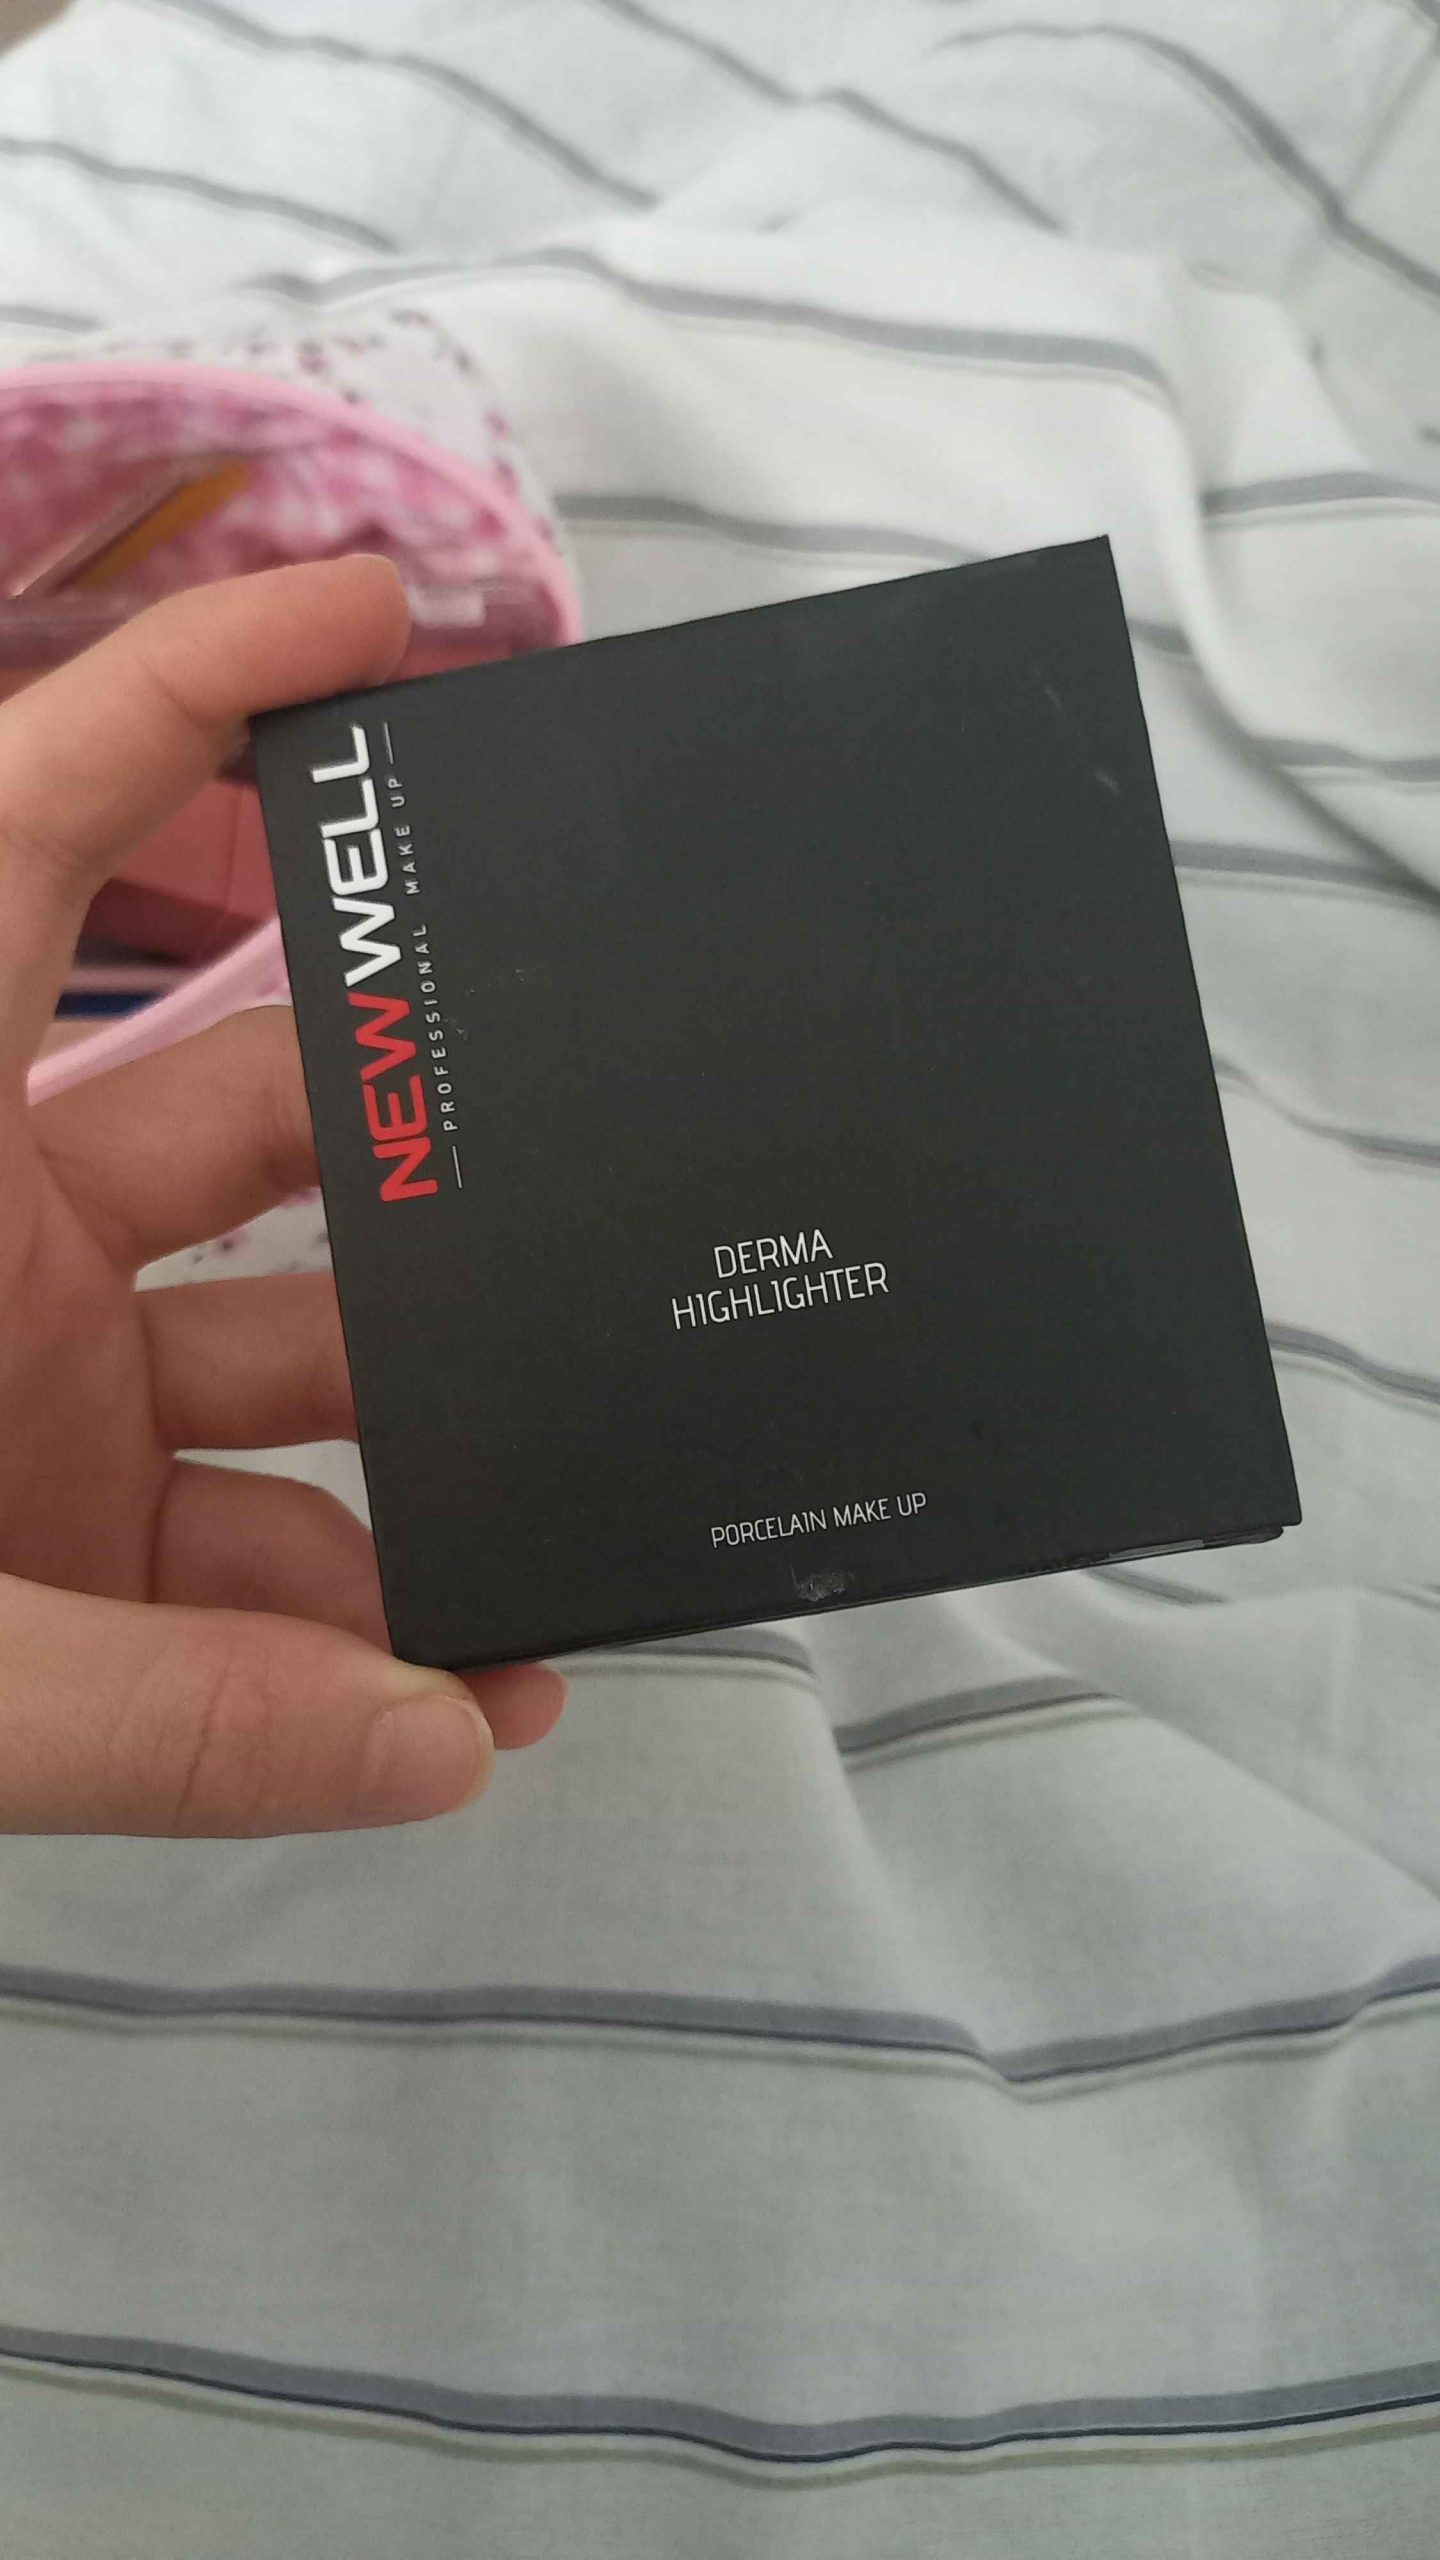 NEWWELL
PROFESSIONAL MAKE UP
DERMA
HIGHLIGHTER
PORCELAIN MAKE UP